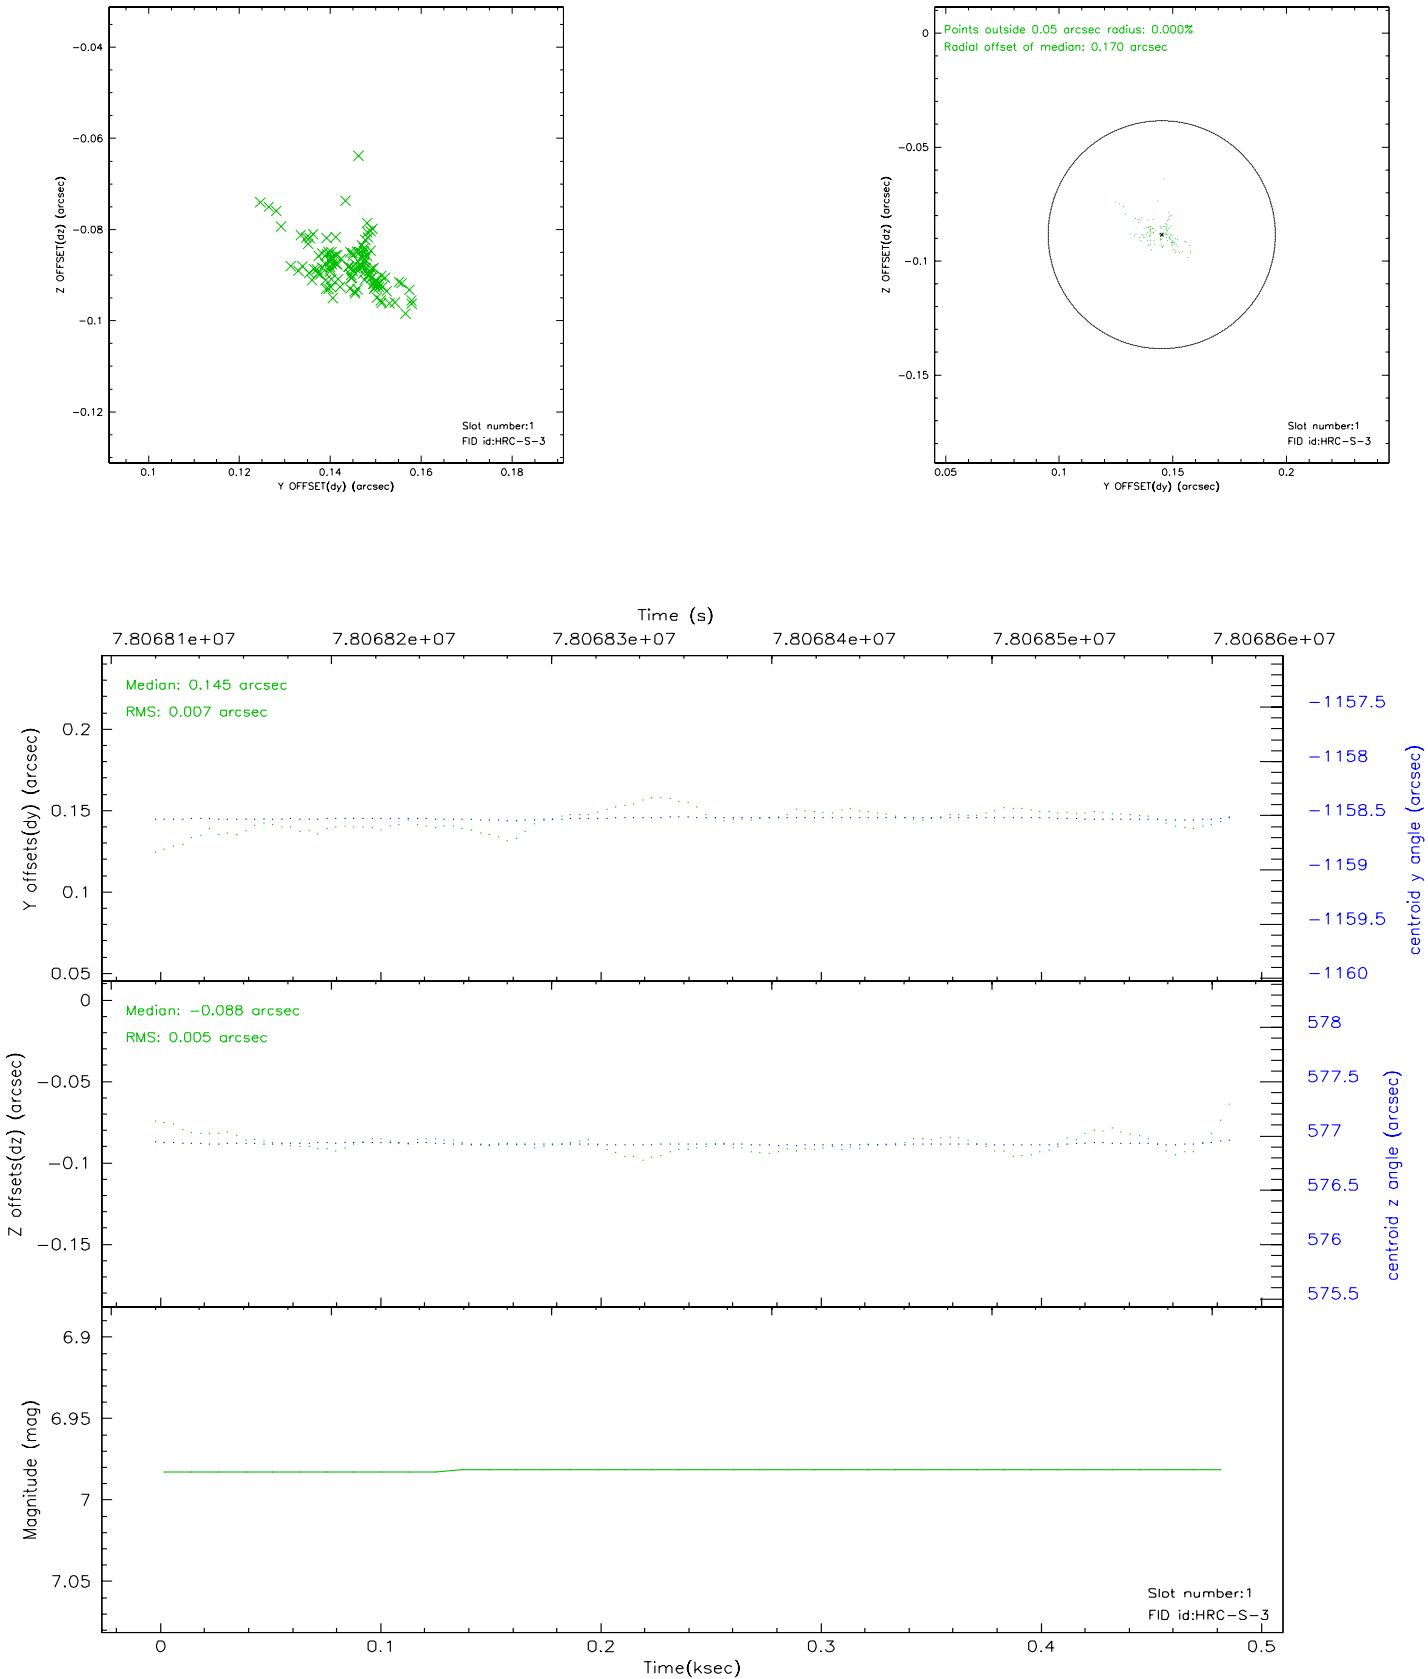 −0.04
−0.06
−0.08
−0.1
−0.12
Z OFFSET(dz) (arcsec)
0.1 0.12 0.14 0.16 0.18
Y OFFSET(dy) (arcsec)
Slot number:1
FID id:HRC−S−3
Points outside 0.05 arcsec radius: 0.000%
Radial offset of median: 0.170 arcsec
0
−0.05
−0.1
−0.15
Z OFFSET(dz) (arcsec)
0.05 0.1 0.15 0.2
Y OFFSET(dy) (arcsec)
Slot number:1
FID id:HRC−S−3
Time (s)
7.80681e+07 7.80682e+07 7.80683e+07 7.80684e+07 7.80685e+07 7.80686e+07
Median: 0.145 arcsec
RMS: 0.007 arcsec
0.2
0.15
0.1
0.05
Y offsets(dy) (arcsec)
−1157.5
−1158
−1158.5
−1159
−1159.5
−1160
centroid y angle (arcsec)
Median: −0.088 arcsec
RMS: 0.005 arcsec
0
−0.05
−0.1
−0.15
Z offsets(dz) (arcsec)
578
577.5
577
576.5
576
575.5
centroid z angle (arcsec)
6.9
6.95
7
7.05
Magnitude (mag)
Slot number:1
FID id:HRC−S−3
0 0.1 0.2 0.3 0.4 0.5
Time(ksec)